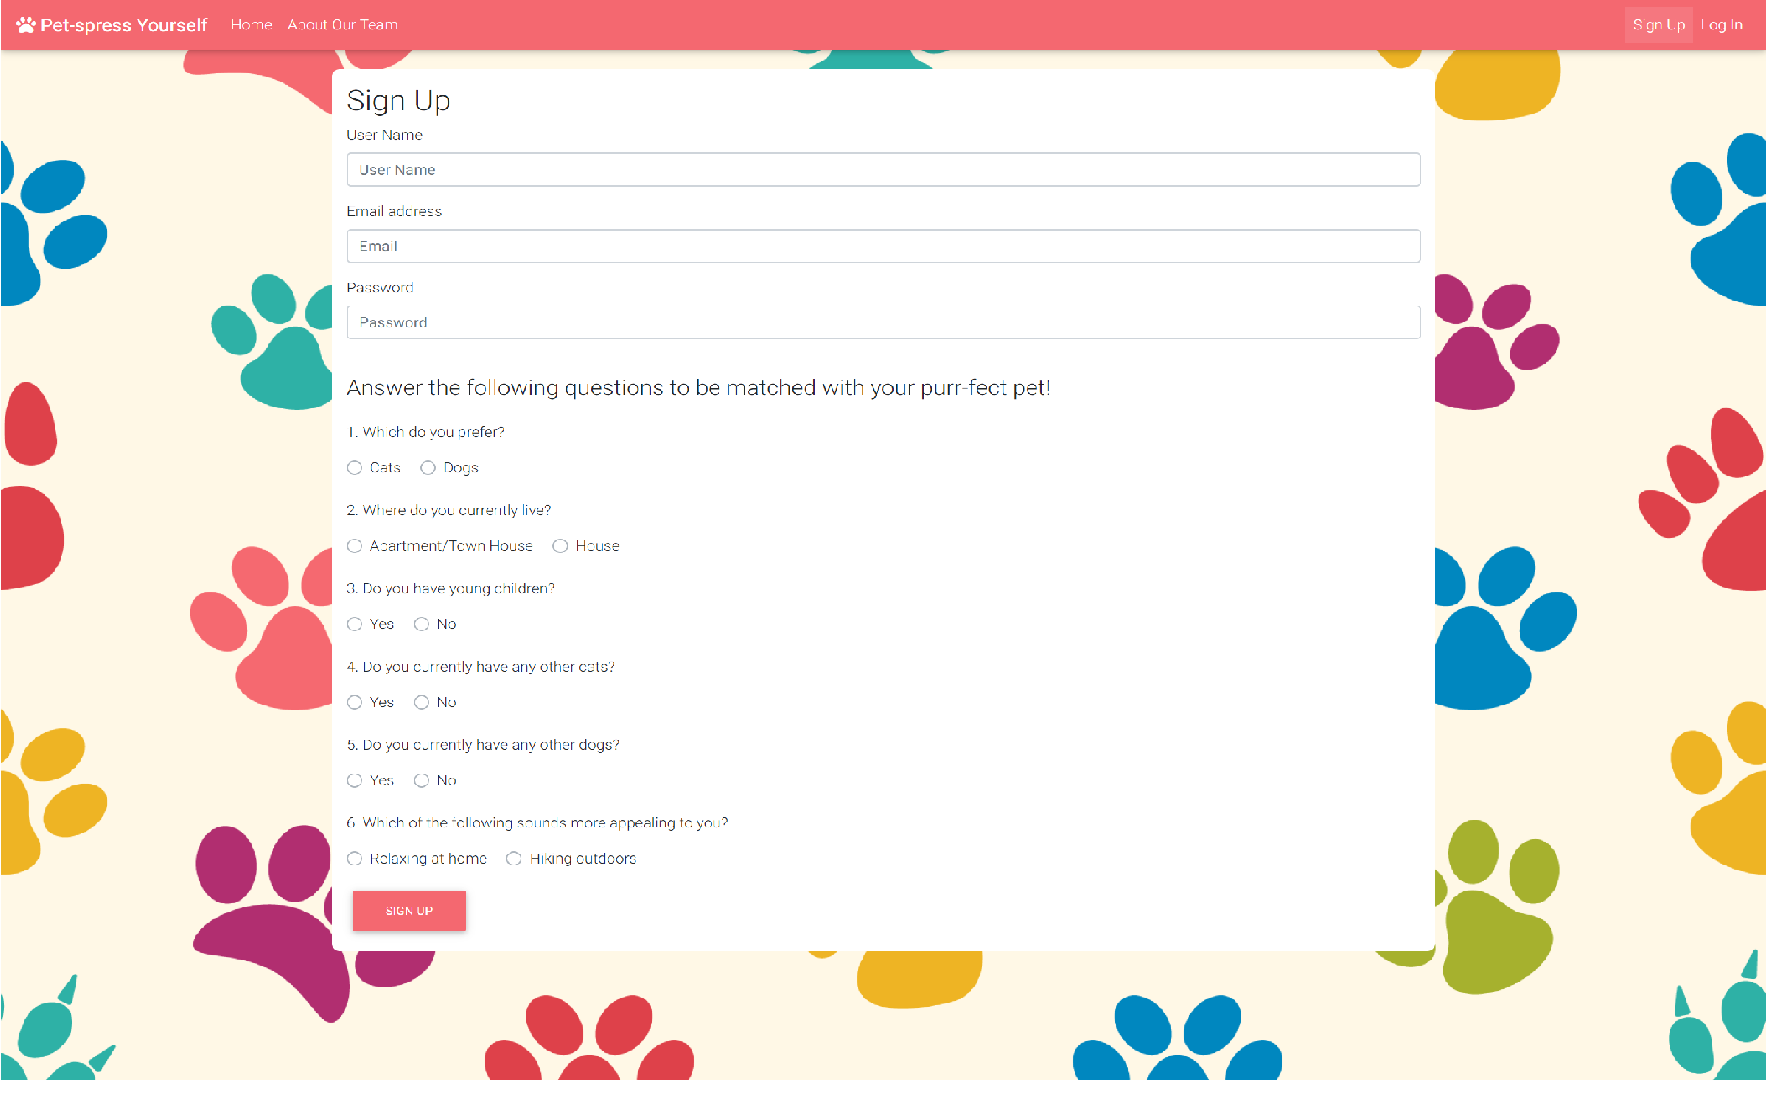 Pet-spress Yourself Home About Our Team Sign Up Log In
Sign Up
User Name
User Name
Email address
Email
Password
Password
Answer the following questions to be matched with your purr-fect pet!
1. Which do you prefer?
Cats Dogs
2. Where do you currently live?
Apartment/Town House House
3. Do you have young children?
Yes No
4. Do you currently have any other cats?
Yes No
5. Do you currently have any other dogs?
Yes No
6. Which of the following sounds more appealing to you?
Relaxing at home Hiking outdoors
SIGN UP